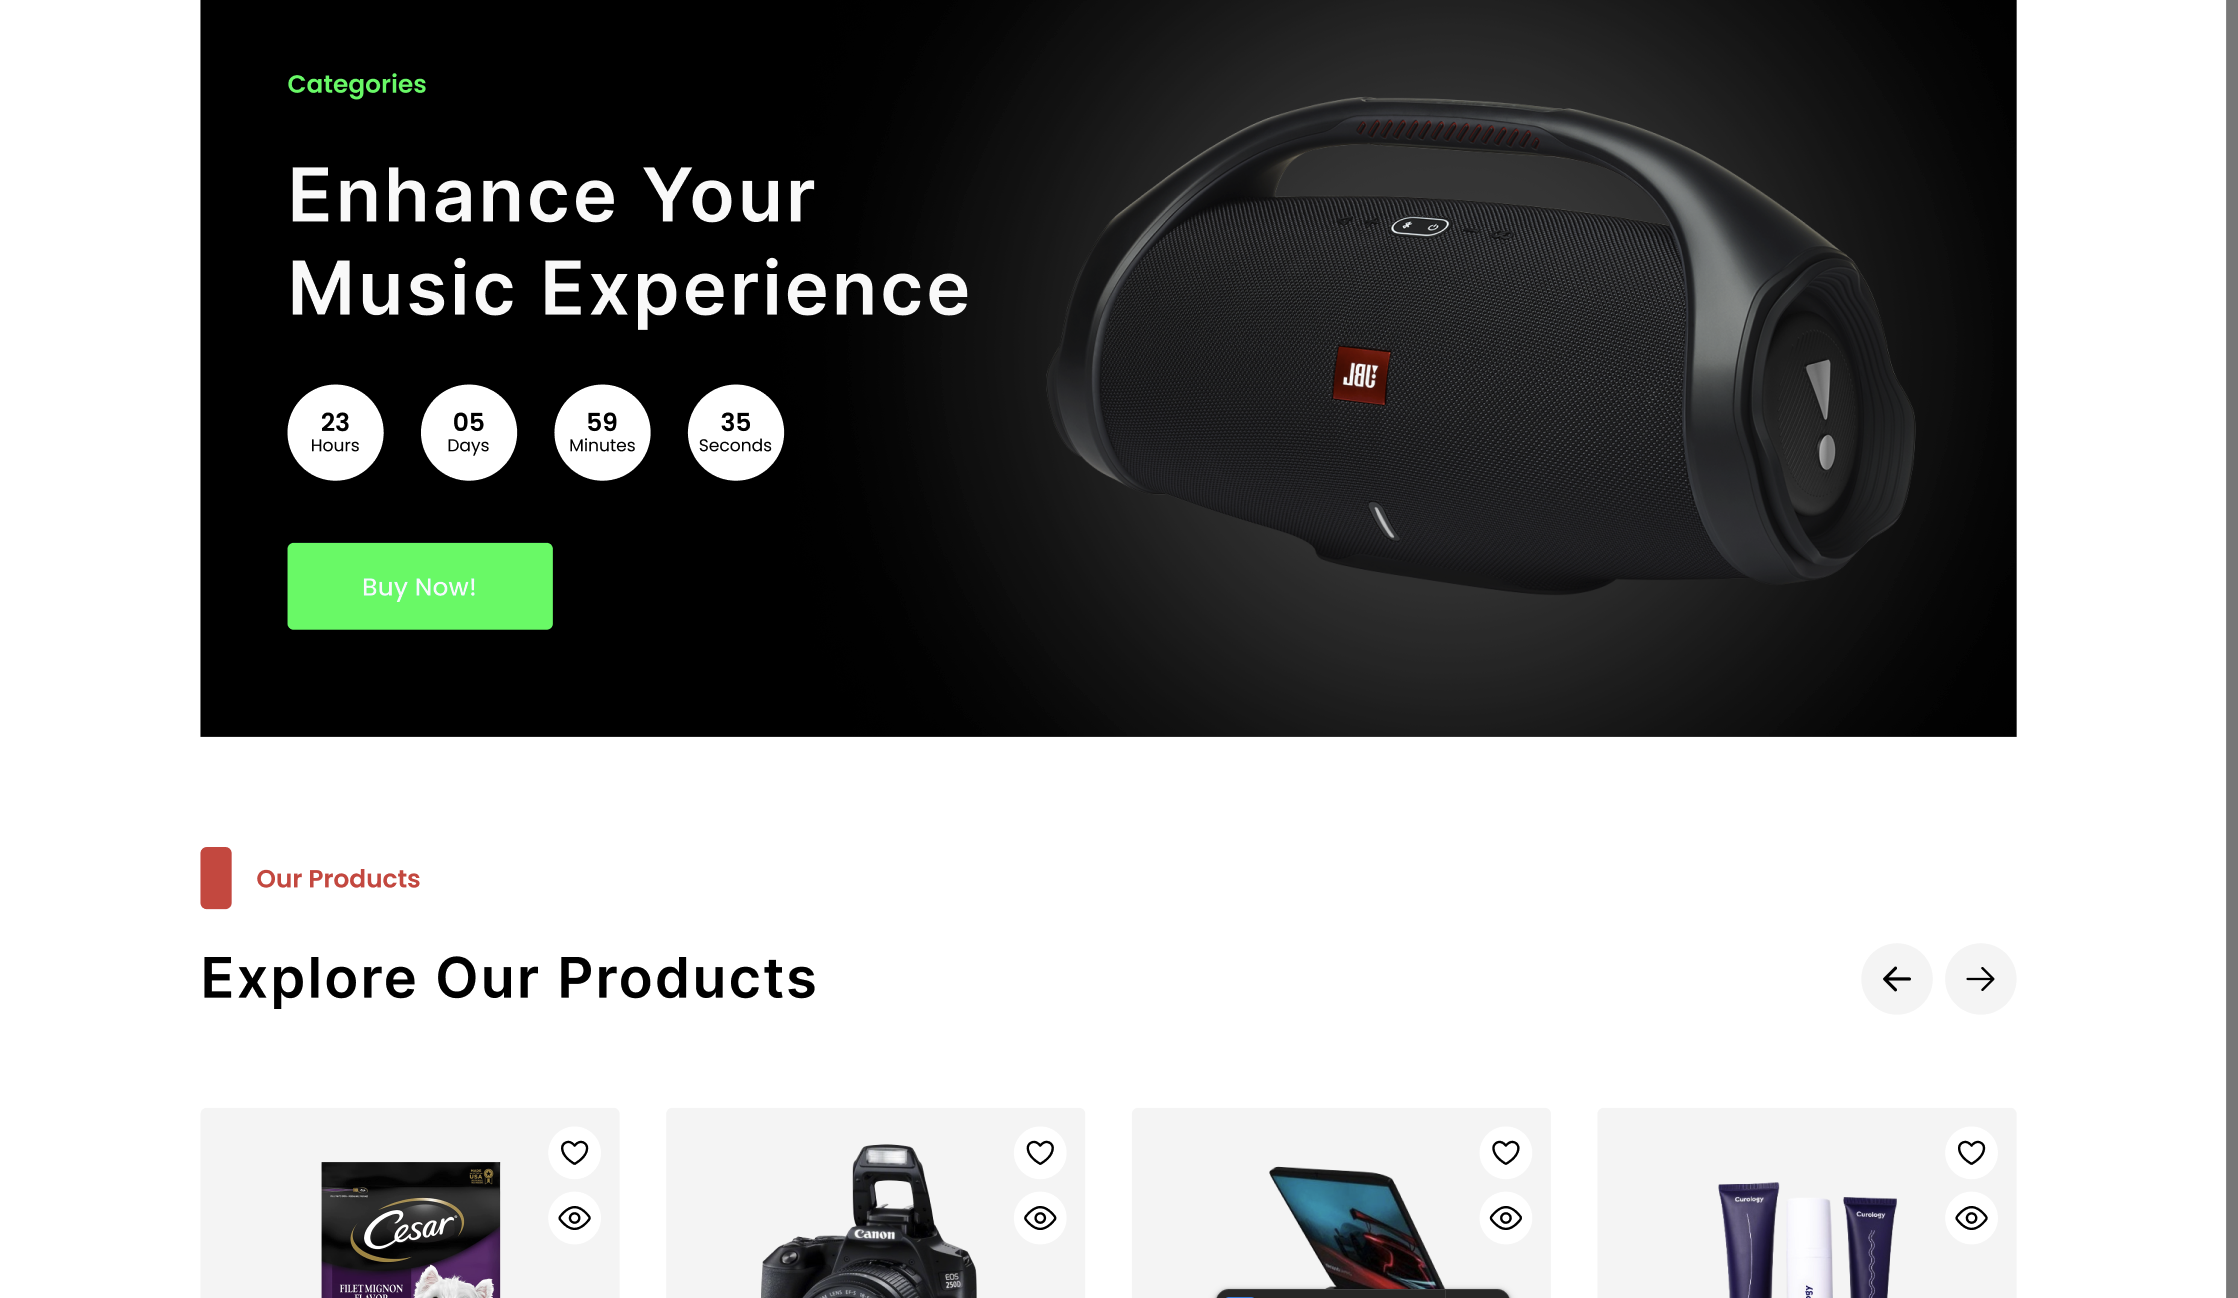 Categories
Enhance Your
Music Experience
23
Hours
05
Days
59
Minutes
35
Seconds
Buy Now!
JBL
Our Products
Explore Our Products
Cesar
FILET MIGNON
FLAVOR
Canon
EOS
250D
Curology
Curology